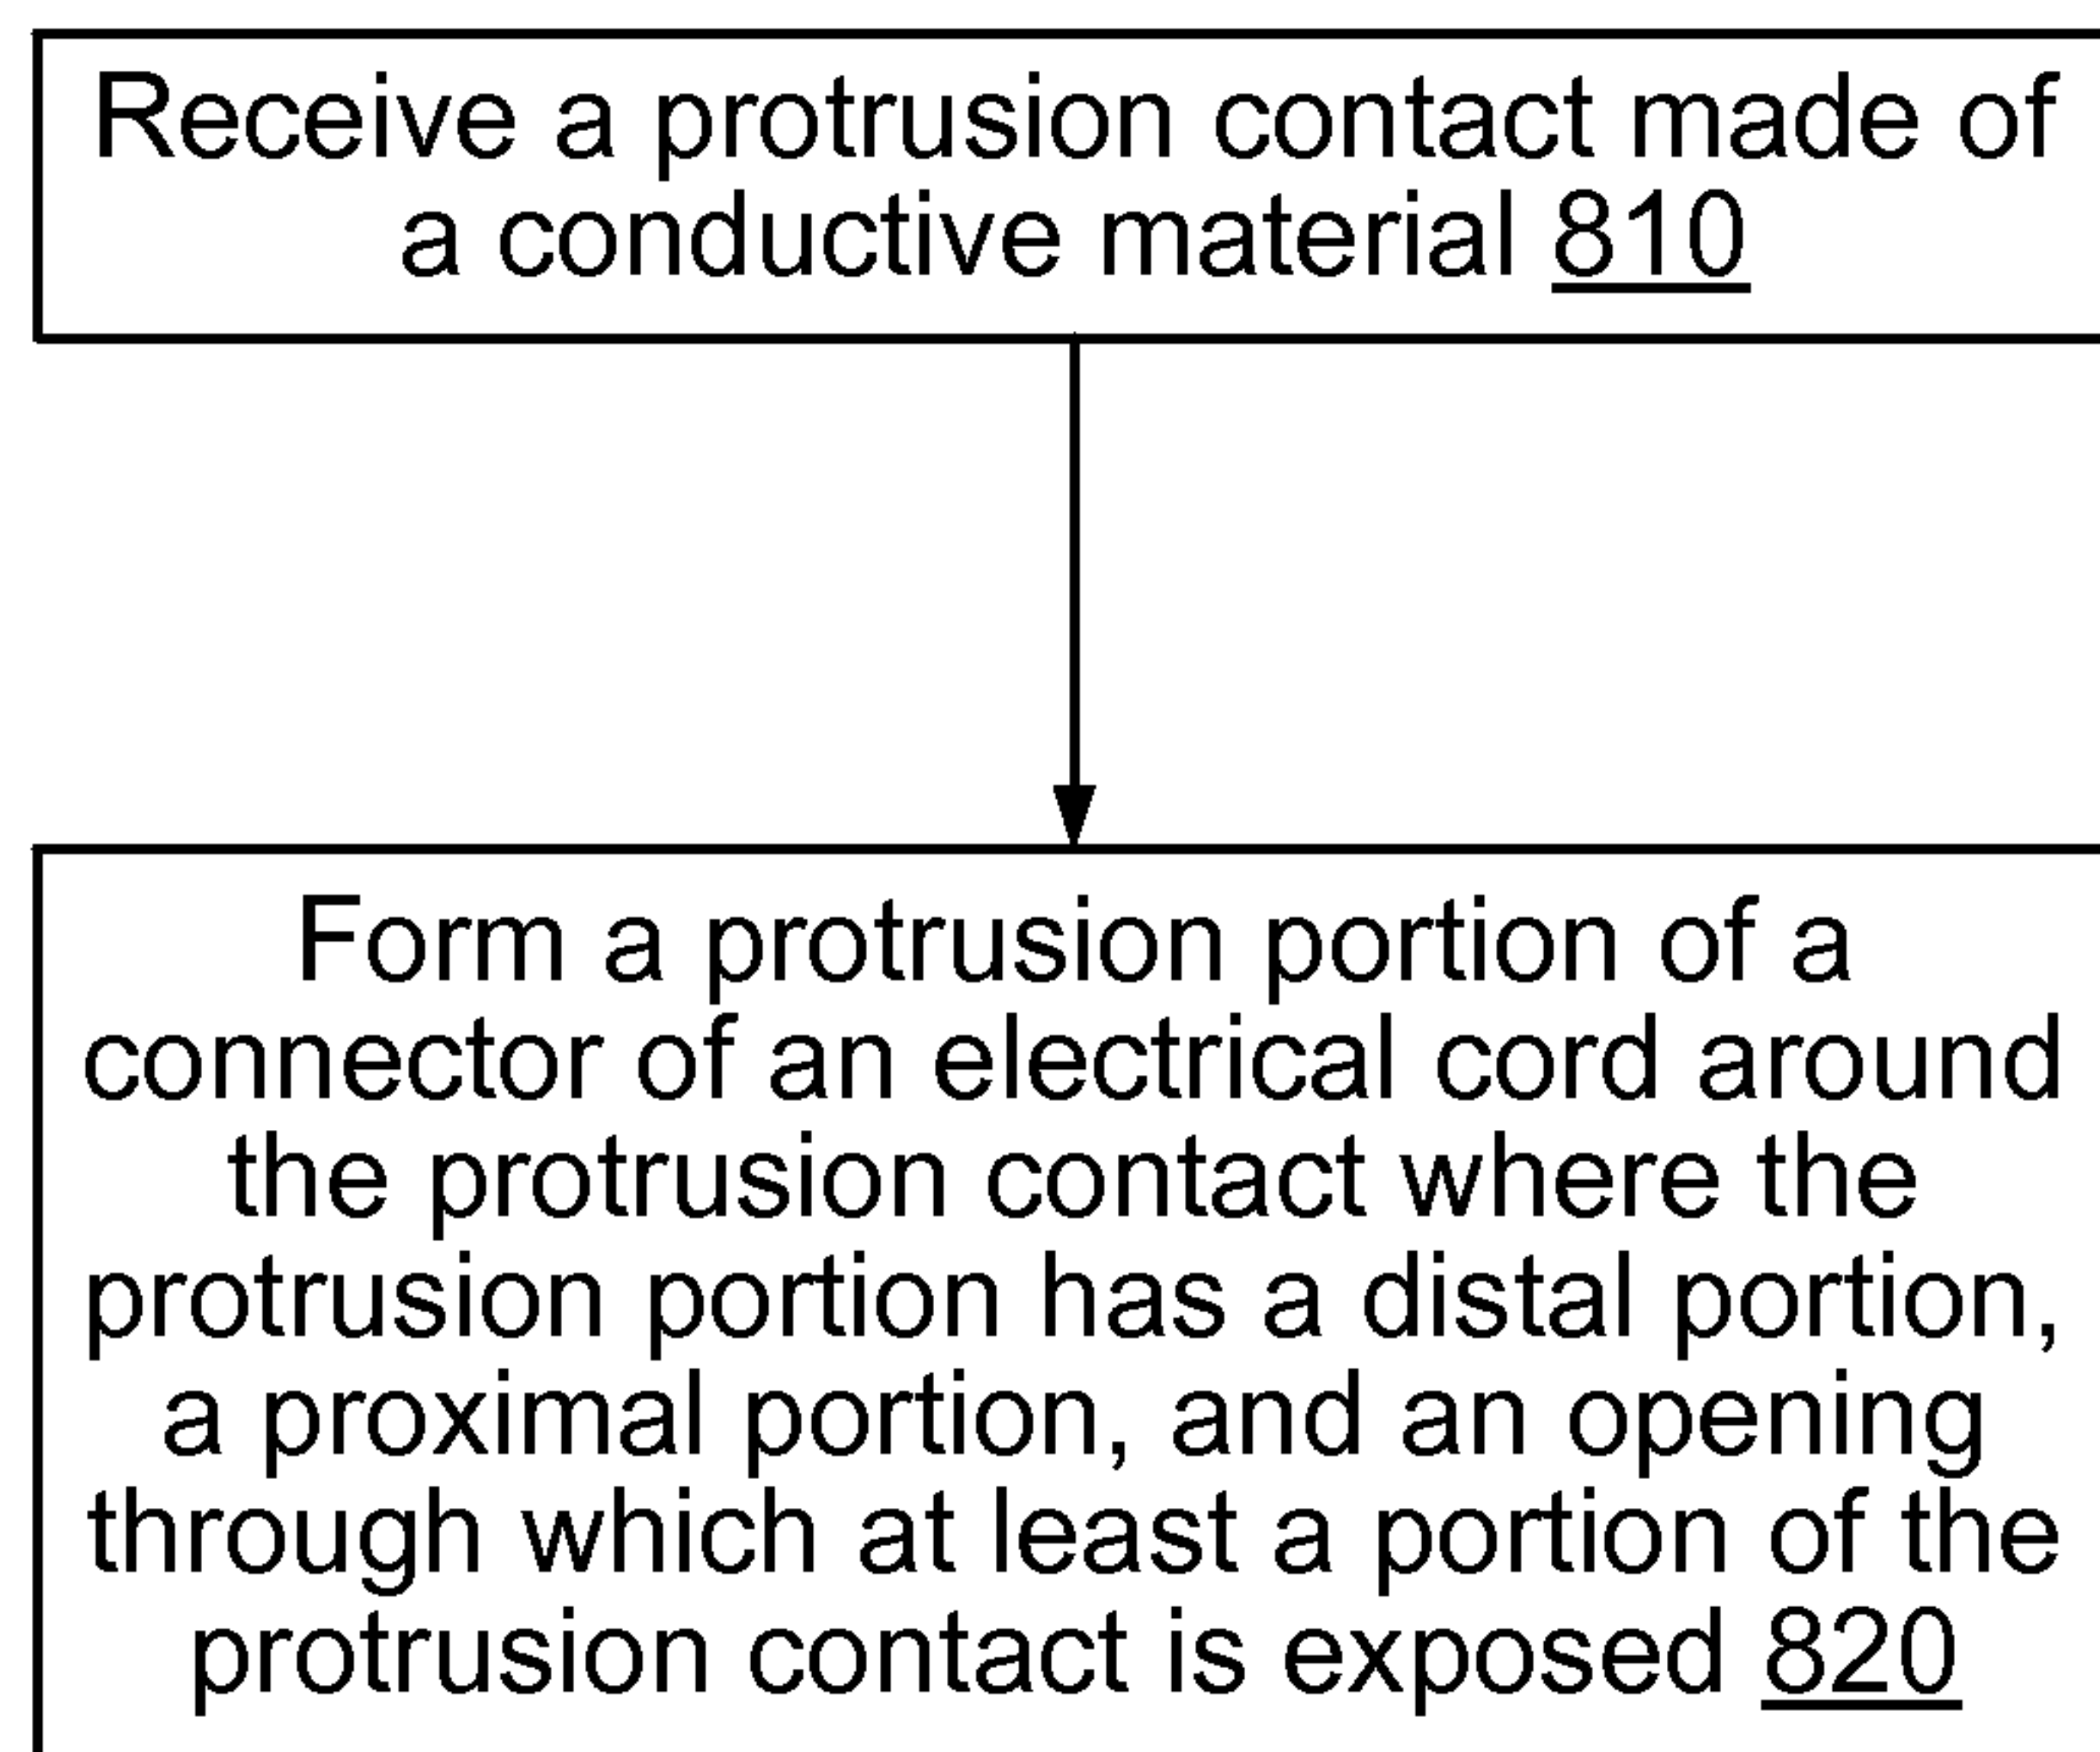 Receive a protrusion contact made of
a conductive material 810
Form a protrusion portion of a
connector of an electrical cord around
the protrusion contact where the
protrusion portion has a distal portion,
a proximal portion, and an opening
through which at least a portion of the
protrusion contact is exposed 820